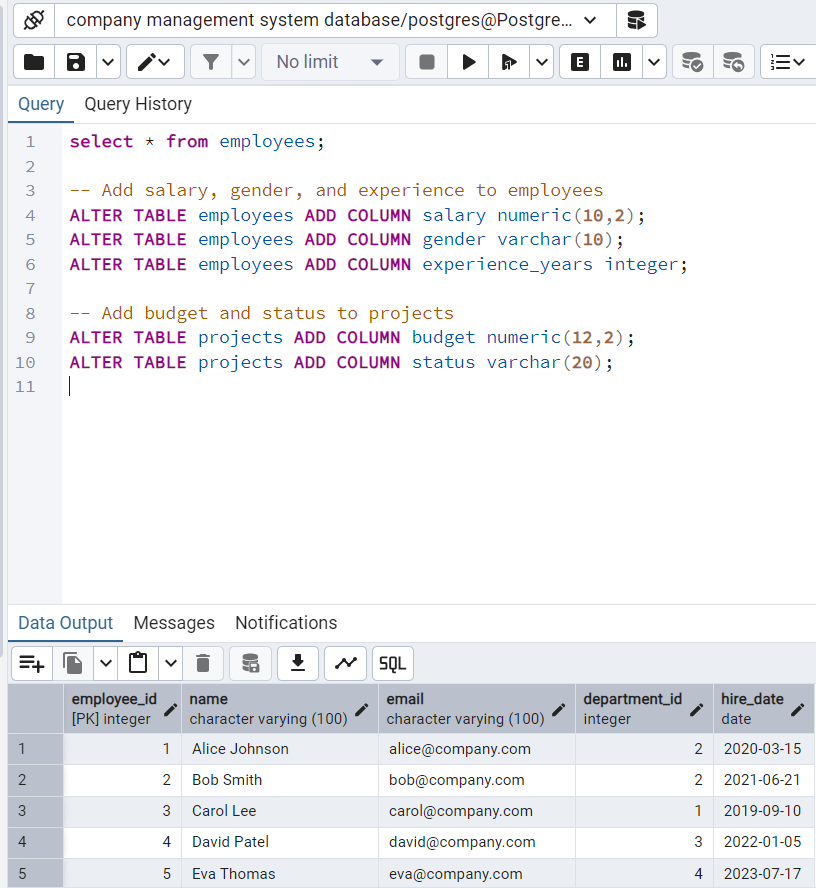 company management system database/postgres@Postgre...
No limit
E
Query Query History
1 select * from employees;
2
3 -- Add salary, gender, and experience to employees
4 ALTER TABLE employees ADD COLUMN salary numeric(10,2);
5 ALTER TABLE employees ADD COLUMN gender varchar(10);
6 ALTER TABLE employees ADD COLUMN experience_years integer;
7
8 -- Add budget and status to projects
9 ALTER TABLE projects ADD COLUMN budget numeric(12,2);
10 ALTER TABLE projects ADD COLUMN status varchar(20);
11
Data Output Messages Notifications
SQL
employee_id name email department_id hire_date
[PK] integer character varying (100) character varying (100) integer date
1 1 Alice Johnson alice@company.com 2 2020-03-15
2 2 Bob Smith bob@company.com 2 2021-06-21
3 3 Carol Lee carol@company.com 1 2019-09-10
4 4 David Patel david@company.com 3 2022-01-05
5 5 Eva Thomas eva@company.com 4 2023-07-17